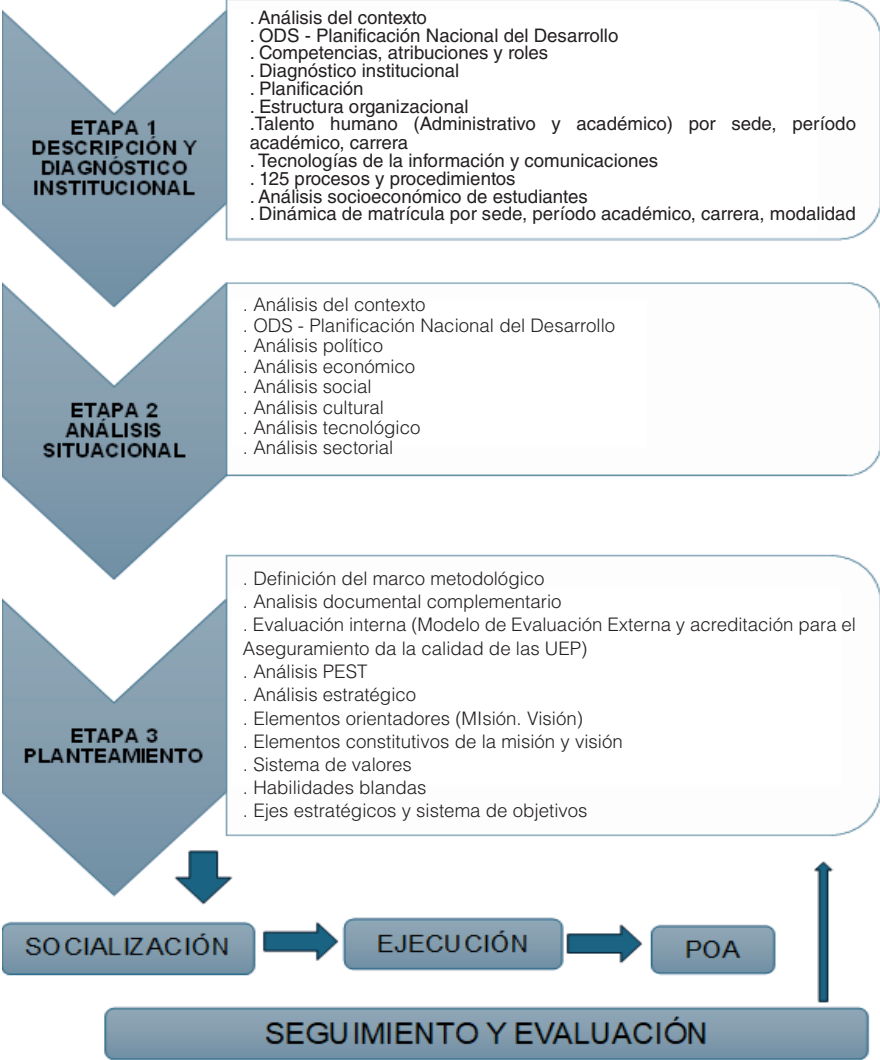 ETAPA 1
DESCRIPCIÓN Y
DIAGNÓSTICO
INSTITUCIONAL
. Análisis del contexto
. ODS - Planificación Nacional del Desarrollo
. Competencias, atribuciones y roles
. Diagnóstico institucional
. Planificación
. Estructura organizacional
.Talento humano (Administrativo y académico) por sede, período
académico, carrera
. Tecnologías de la información y comunicaciones
. 125 procesos y procedimientos
. Análisis socioeconómico de estudiantes
. Dinámica de matrícula por sede, período académico, carrera, modalidad
ETAPA 2
ANÁLISIS
SITUACIONAL
. Análisis del contexto
. ODS - Planificación Nacional del Desarrollo
. Análisis político
. Análisis económico
. Análisis social
. Análisis cultural
. Análisis tecnológico
. Análisis sectorial
ETAPA 3
PLANTEAMIENTO
. Definición del marco metodológico
. Analisis documental complementario
. Evaluación interna (Modelo de Evaluación Externa y acreditación para el
Aseguramiento da la calidad de las UEP)
. Análisis PEST
. Análisis estratégico
. Elementos orientadores (MIsión. Visión)
. Elementos constitutivos de la misión y visión
. Sistema de valores
. Habilidades blandas
. Ejes estratégicos y sistema de objetivos
SOCIALIZACIÓN
EJECUCIÓN
POA
SEGUIMIENTO Y EVALUACIÓN